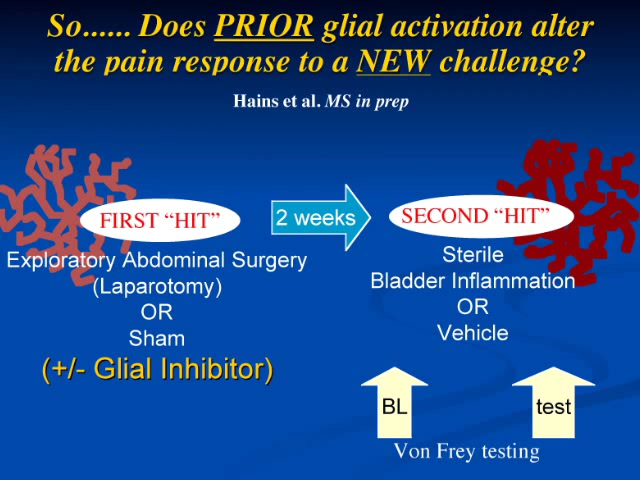 So...... Does PRIOR glial activation alter
the pain response to a NEW challenge?
Hains et al. MS in prep
FIRST “HIT”
2 weeks
SECOND “HIT”
Exploratory Abdominal Surgery
(Laparotomy)
OR
Sham
(+/- Glial Inhibitor)
Sterile
Bladder Inflammation
OR
Vehicle
BL
test
Von Frey testing